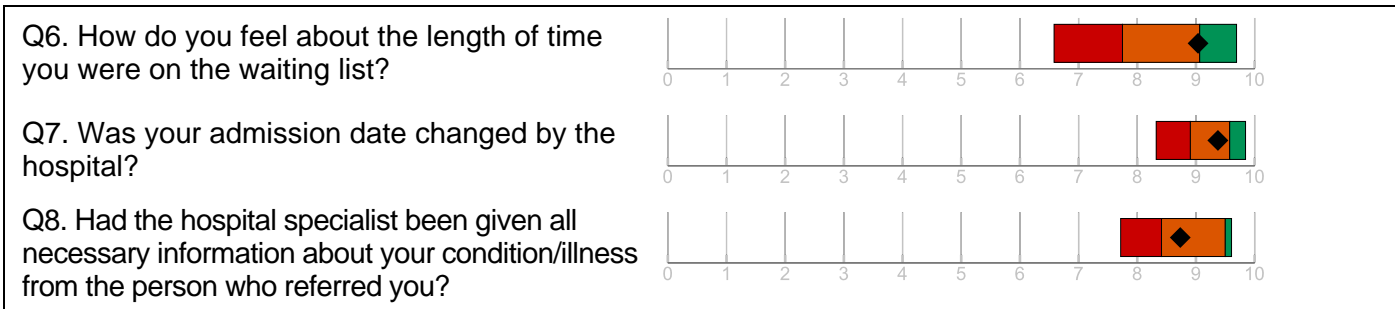 Q6. How do you feel about the length of time
you were on the waiting list?
0 1 2 3 4 5 6 7 8 9 10
Q7. Was your admission date changed by the
hospital?
0 1 2 3 4 5 6 7 8 9 10
Q8. Had the hospital specialist been given all
necessary information about your condition/illness
from the person who referred you?
0 1 2 3 4 5 6 7 8 9 10